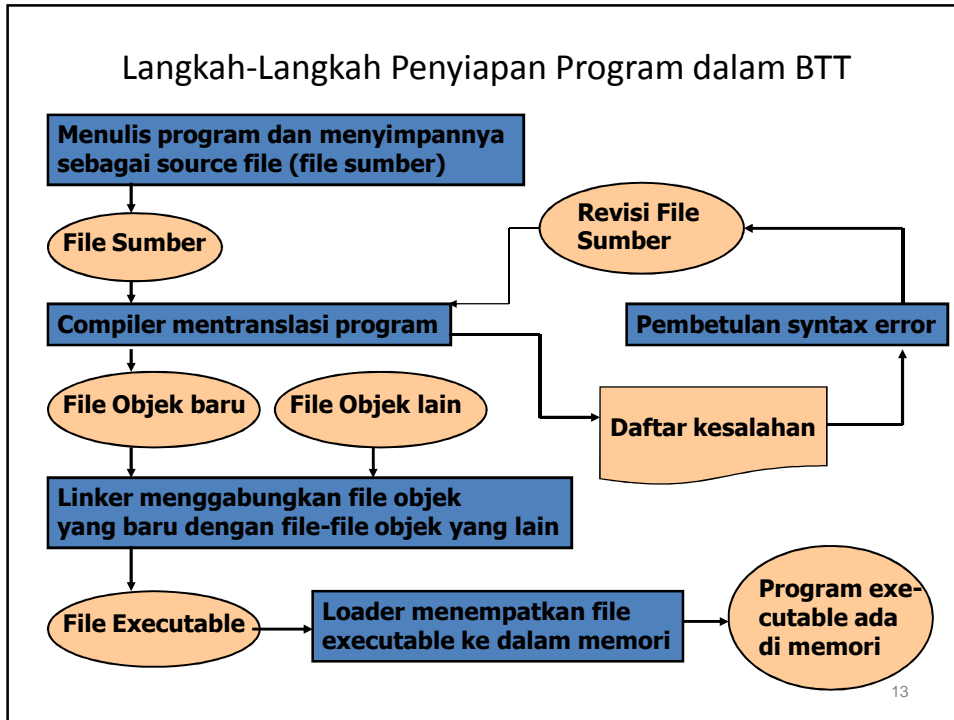 Langkah-Langkah Penyiapan Program dalam BTT
Menulis program dan menyimpannya
sebagai source file (file sumber)
File Sumber
Revisi File
Sumber
Compiler mentranslasi program
Pembetulan syntax error
File Objek baru
File Objek lain
Daftar kesalahan
Linker menggabungkan file objek
yang baru dengan file-file objek yang lain
File Executable
Loader menempatkan file
executable ke dalam memori
Program exe-
cutable ada
di memori
13